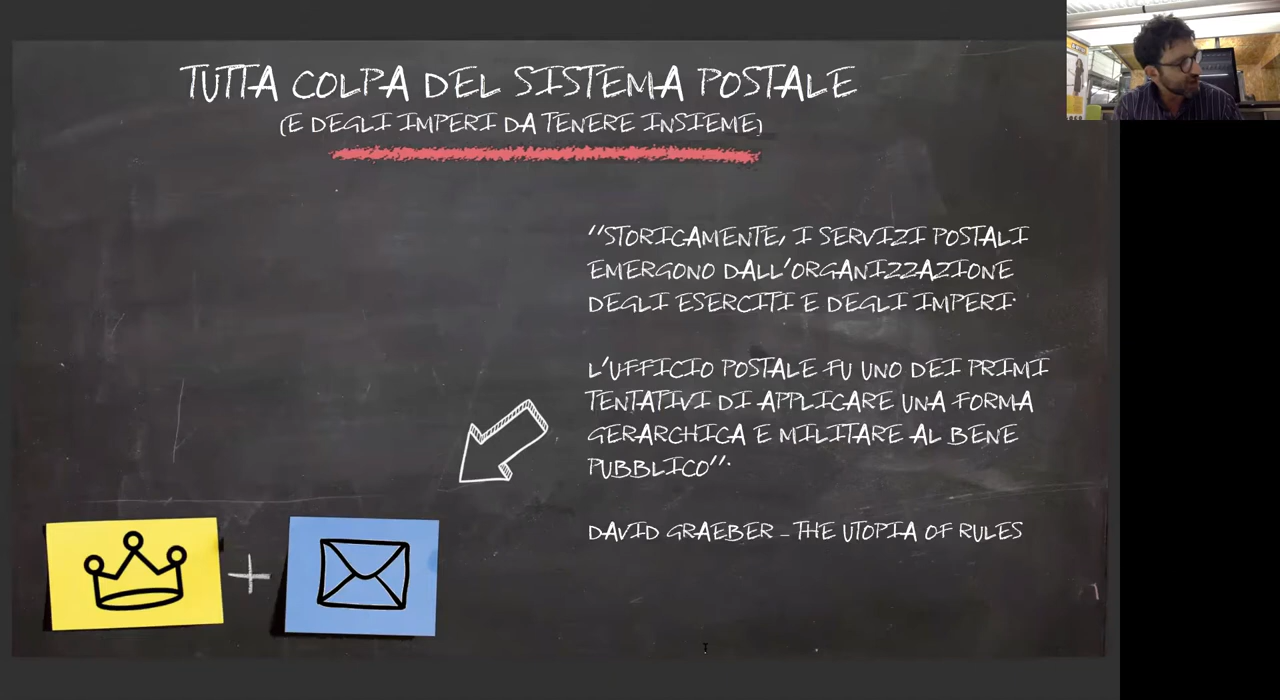 TUTTA COLPA DEL SISTEMA POSTALE
(E DEGLI IMPERI DA TENERE INSIEME)
"STORICAMENTE, I SERVIZI POSTALI
EMERGONO DALL'ORGANIZZAZIONE
DEGLI ESERCITI E DEGLI IMPERI.
L'UFFICIO POSTALE FU UNO DEI PRIMI
TENTATIVI DI APPLICARE UNA FORMA
GERARCHICA E MILITARE AL BENE
PUBBLICO".
DAVID GRAEBER - THE UTOPIA OF RULES
+